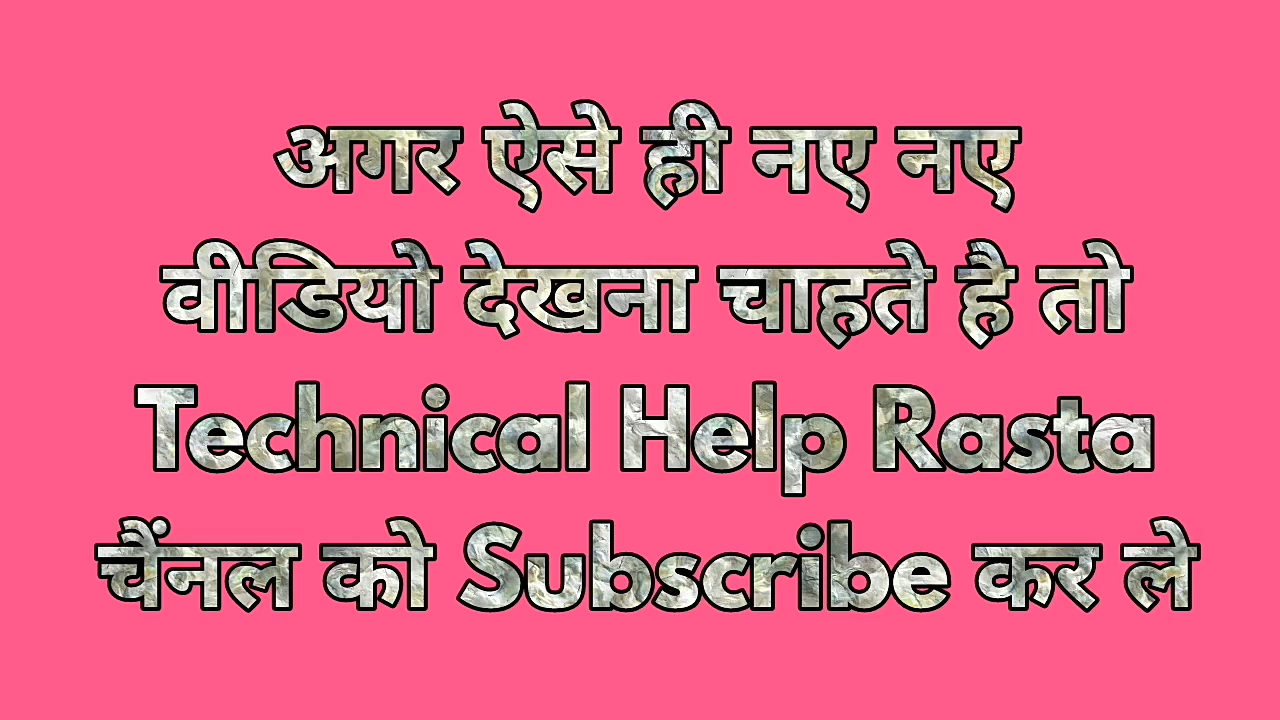 अगर ऐसे ही नए नए
वीडियो देखना चाहते है तो
Technical Help Rasta
चैंनल को Subscribe कर ले